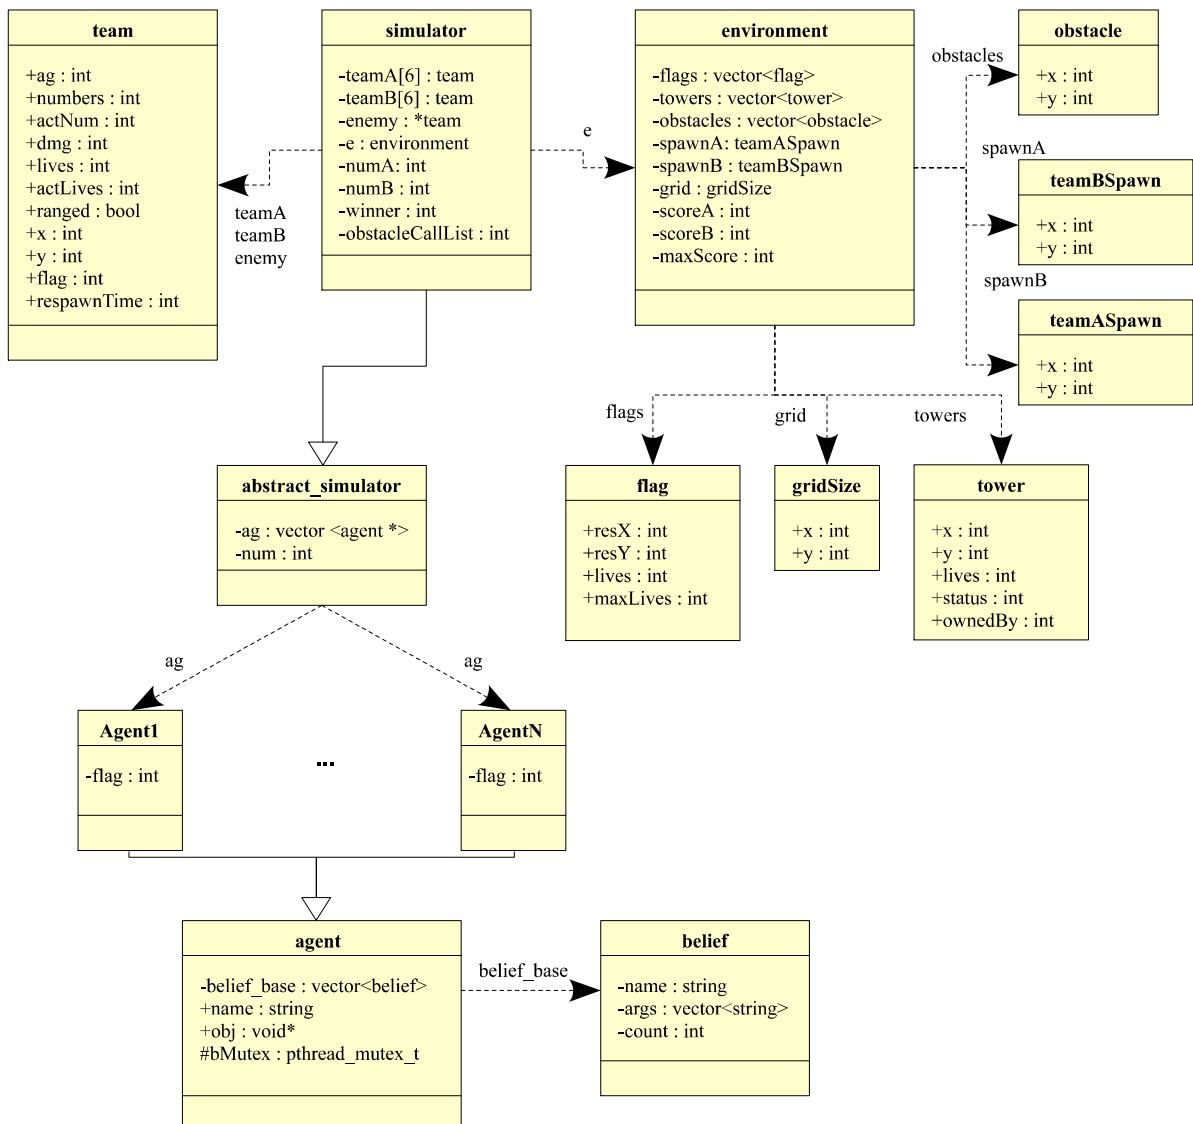 team
+ag : int
+numbers : int
+actNum : int
+dmg : int
+lives : int
+actLives : int
+ranged : bool
+x : int
+y : int
+flag : int
+respawnTime : int
simulator
-teamA[6] : team
-teamB[6] : team
-enemy : *team
-e : environment
-numA: int
-numB : int
-winner : int
-obstacleCallList : int
teamA
teamB
enemy
e
environment
-flags : vector<flag>
-towers : vector<tower>
-obstacles : vector<obstacle>
-spawnA: teamASpawn
-spawnB : teamBSpawn
-grid : gridSize
-scoreA : int
-scoreB : int
-maxScore : int
obstacles
obstacle
+x : int
+y : int
spawnA
teamBSpawn
+x : int
+y : int
spawnB
teamASpawn
+x : int
+y : int
flags
grid
towers
abstract_simulator
-ag : vector <agent *>
-num : int
flag
+resX : int
+resY : int
+lives : int
+maxLives : int
gridSize
+x : int
+y : int
tower
+x : int
+y : int
+lives : int
+status : int
+ownedBy : int
ag
ag
Agent1
-flag : int
...
AgentN
-flag : int
agent
-belief_base : vector<belief>
+name : string
+obj : void*
#bMutex : pthread_mutex_t
belief_base
belief
-name : string
-args : vector<string>
-count : int